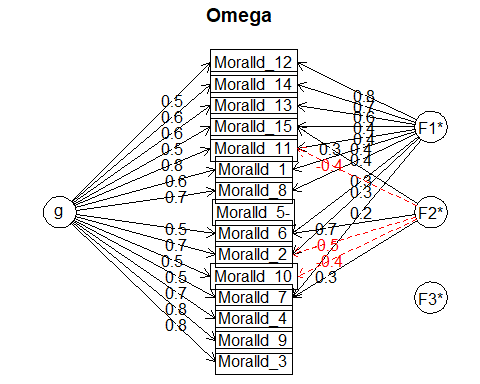 Omega
MoralId_12
MoralId_14
MoralId_13
MoralId_15
MoralId_11
MoralId_1
MoralId_8
MoralId_5-
MoralId_6
MoralId_2
MoralId_10
MoralId_7
MoralId_4
MoralId_9
MoralId_3
g
F1*
F2*
F3*
0.5
0.6
0.6
0.5
0.8
0.6
0.7
0.5
0.7
0.5
0.5
0.7
0.8
0.8
0.8
0.7
0.6
0.4
0.4
0.4
0.4
0.3
0.3
0.3
-0.4
0.2
0.7
-0.5
-0.4
0.3